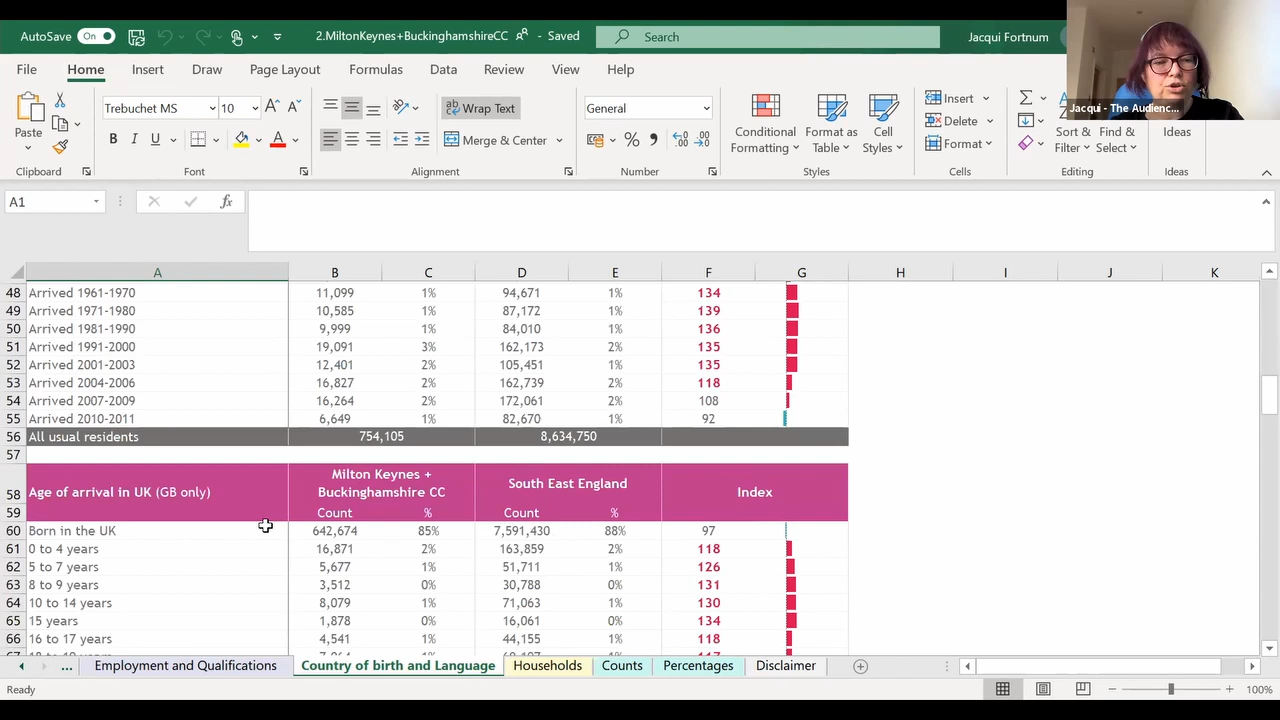 AutoSave On 2.MiltonKeynes+BuckinghamshireCC - Saved Search Jacqui Fortnum
Jacqui - The Audienc...
File Home Insert Draw Page Layout Formulas Data Review View Help
Trebuchet MS 10 Wrap Text General Insert
Paste B I U Merge & Center % Conditional Formatting Format as Table Cell Styles Delete Sort & Filter Find & Select Ideas
Format
Clipboard Font Alignment Number Styles Cells Editing Ideas
A1 fx
A B C D E F G H I J K
48 Arrived 1961-1970 11,099 1% 94,671 1% 134
49 Arrived 1971-1980 10,585 1% 87,172 1% 139
50 Arrived 1981-1990 9,999 1% 84,010 1% 136
51 Arrived 1991-2000 19,091 3% 162,173 2% 135
52 Arrived 2001-2003 12,401 2% 105,451 1% 135
53 Arrived 2004-2006 16,827 2% 162,739 2% 118
54 Arrived 2007-2009 16,264 2% 172,061 2% 108
55 Arrived 2010-2011 6,649 1% 82,670 1% 92
56 All usual residents 754,105 8,634,750
57
58 Age of arrival in UK (GB only) Milton Keynes + Buckinghamshire CC South East England Index
59 Count % Count %
60 Born in the UK 642,674 85% 7,591,430 88% 97
61 0 to 4 years 16,871 2% 163,859 2% 118
62 5 to 7 years 5,677 1% 51,711 1% 126
63 8 to 9 years 3,512 0% 30,788 0% 131
64 10 to 14 years 8,079 1% 71,063 1% 130
65 15 years 1,878 0% 16,061 0% 134
66 16 to 17 years 4,541 1% 44,155 1% 118
... Employment and Qualifications Country of birth and Language Households Counts Percentages Disclaimer
Ready 100%